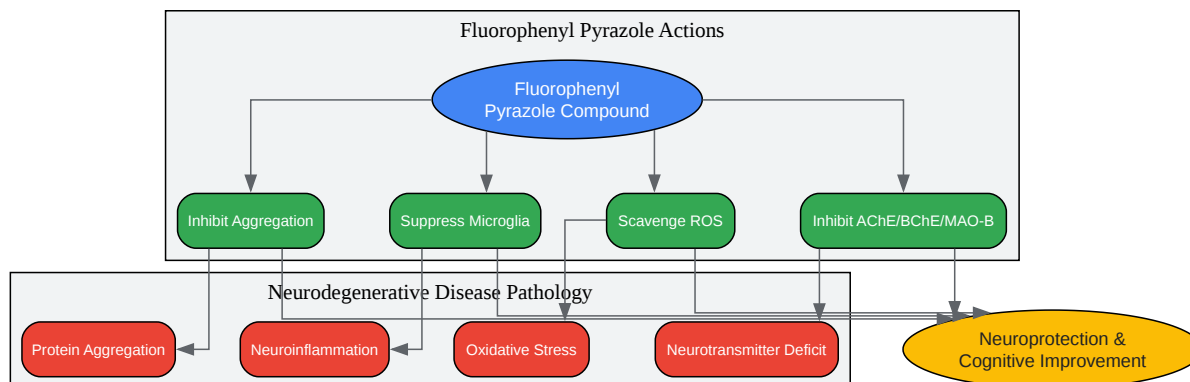 Fluorophenyl Pyrazole Actions
Fluorophenyl
Pyrazole Compound
Inhibit Aggregation
Suppress Microglia
Scavenge ROS
Inhibit AChE/BChE/MAO-B
Neurodegenerative Disease Pathology
Protein Aggregation
Neuroinflammation
Oxidative Stress
Neurotransmitter Deficit
Neuroprotection &
Cognitive Improvement